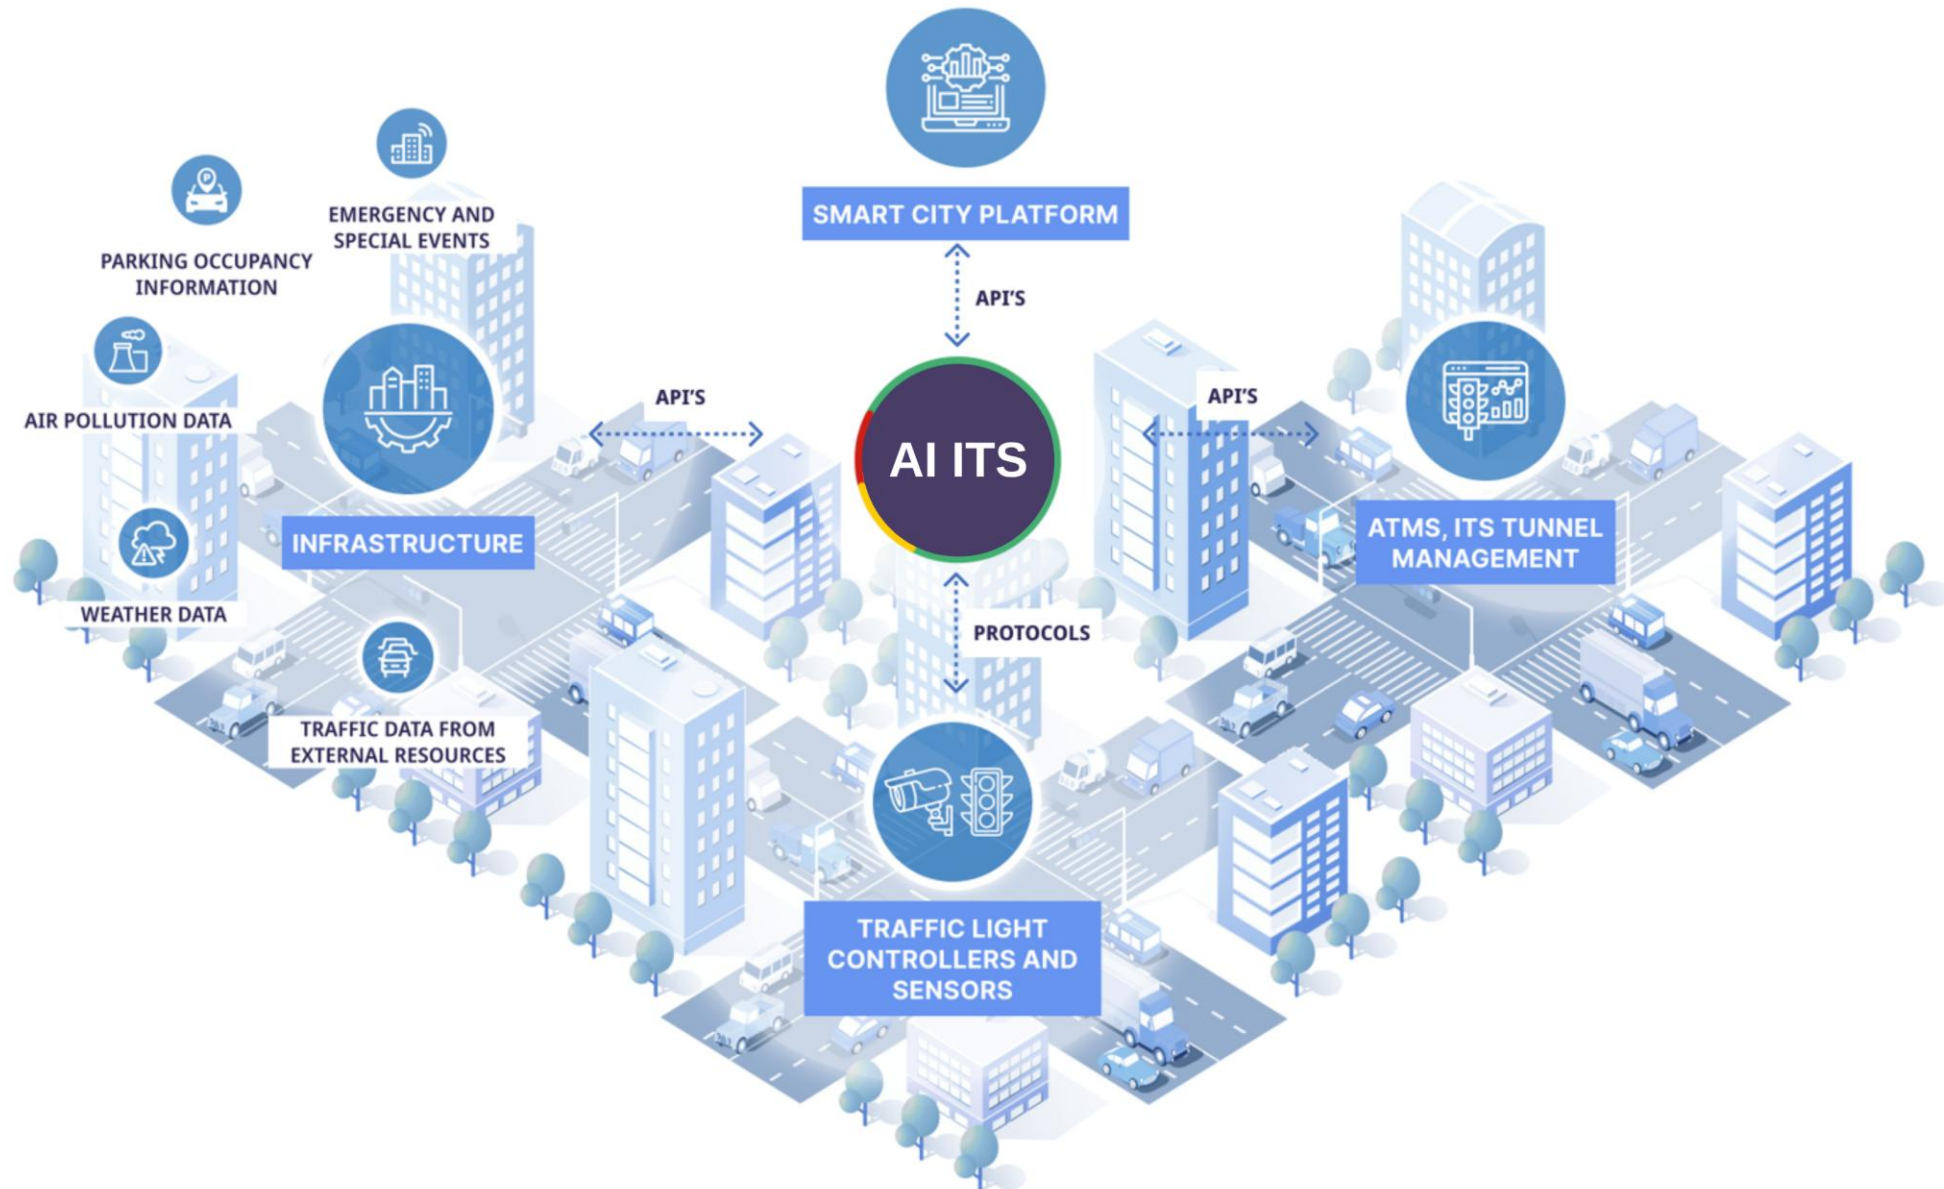 SMART CITY PLATFORM
EMERGENCY AND
SPECIAL EVENTS
PARKING OCCUPANCY
INFORMATION
API'S
API'S
API'S
AIR POLLUTION DATA
AI ITS
INFRASTRUCTURE
ATMS, ITS TUNNEL
MANAGEMENT
WEATHER DATA
PROTOCOLS
TRAFFIC DATA FROM
EXTERNAL RESOURCES
TRAFFIC LIGHT
CONTROLLERS AND
SENSORS